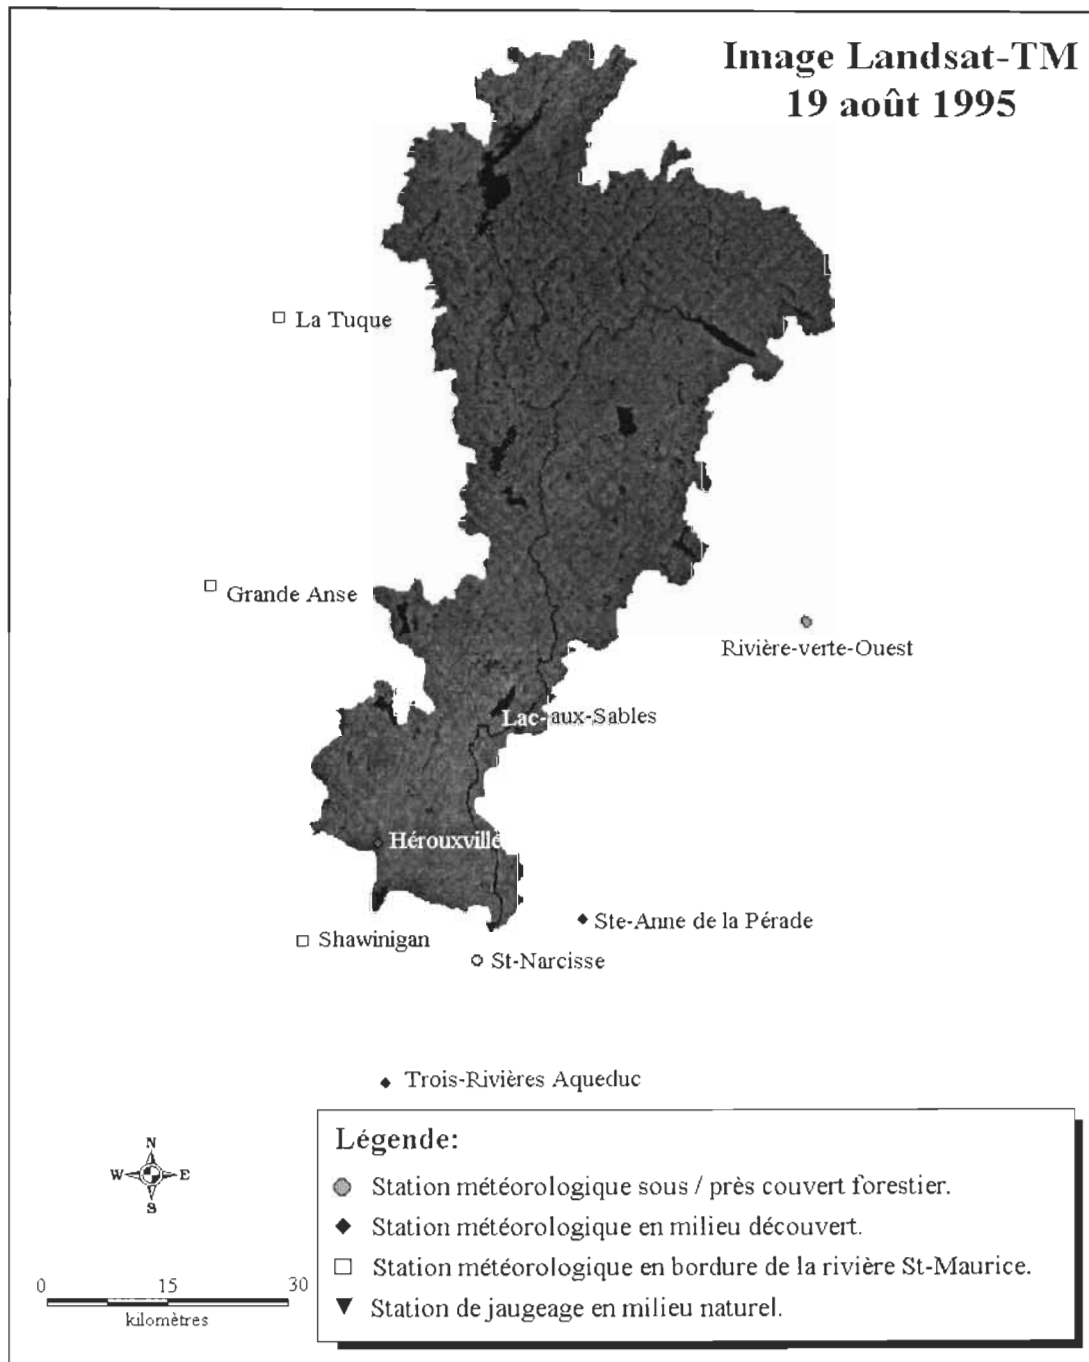 Image Landsat-TM
19 août 1995
La Tuque
Grande Anse
Rivière-verte-Ouest
Lac-aux-Sables
Hérouxville
Ste-Anne de la Pérade
Shawinigan
St-Narcisse
Trois-Rivières Aqueduc
N
W E
S
0 15 30
kilomètres
Légende:
Station météorologique sous / près couvert forestier.
Station météorologique en milieu découvert.
Station météorologique en bordure de la rivière St-Maurice.
Station de jaugeage en milieu naturel.